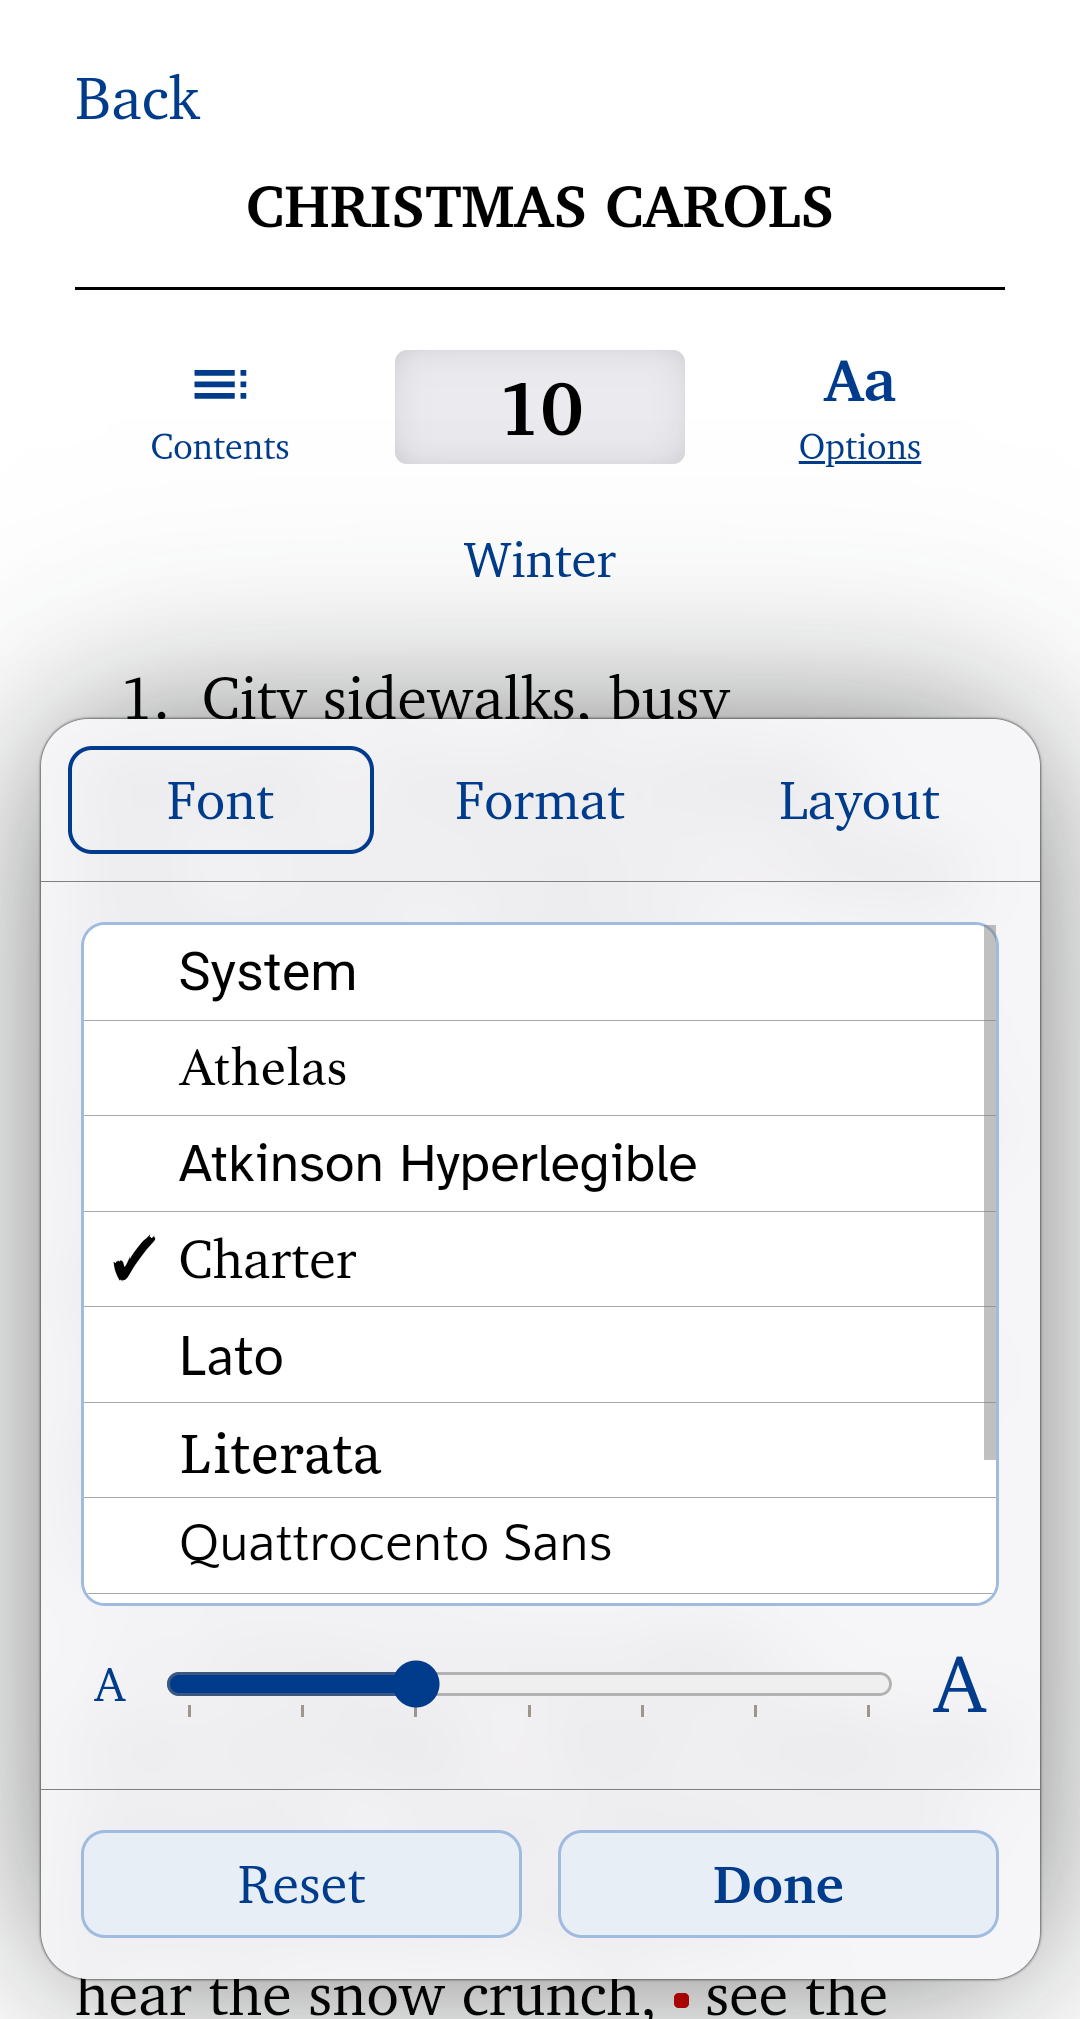 Back
CHRISTMAS CAROLS
Contents
10
Aa
Options
Winter
1. City sidewalks, busy
Font Format Layout
System
Athelas
Atkinson Hyperlegible
✓ Charter
Lato
Literata
Quattrocento Sans
A A
Reset Done
hear the snow crunch, ▪ see the